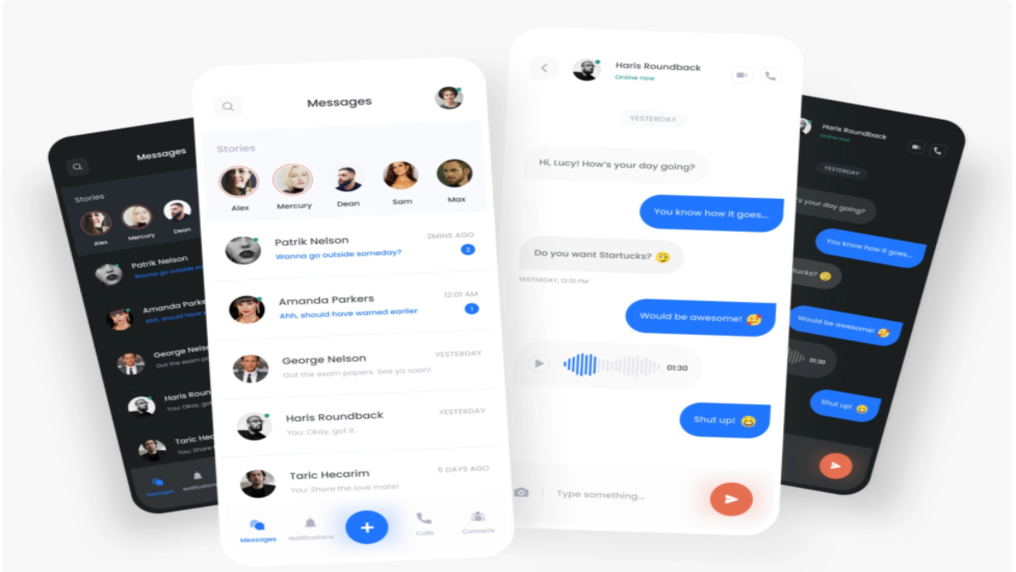 Messages
Stories
Alex
Mercury
Dean
Patrik Nelson
Wanna go outside
Amanda Parke
Ahh, should have
George Nels
Got the exam
Haris Roun
You: Okay, got
Taric Hec
You: Share
Messages
Notifications
Messages
Stories
Alex
Mercury
Dean
Sam
Max
Patrik Nelson
2MINS AGO
Wanna go outside someday?
2
Amanda Parkers
12:01 AM
Ahh, should have warned earlier
1
George Nelson
YESTERDAY
Got the exam papers. See ya soon!
Haris Roundback
YESTERDAY
You: Okay, got it.
Taric Hecarim
5 DAYS AGO
You: Share the love mate!
Messages
Notifications
Calls
Contacts
Haris Roundback
Online now
YESTERDAY
Hi, Lucy! How's your day going?
You know how it goes...
Do you want Startucks? 😏
YESTERDAY, 12:01 PM
Would be awesome! 🥰
01:30
Shut up! 😄
Type something...
Haris Roundback
Online now
YESTERDAY
's your day going?
You know how it goes...
tucks? 😏
Would be awesome! 🥰
01:30
Shut up! 😄